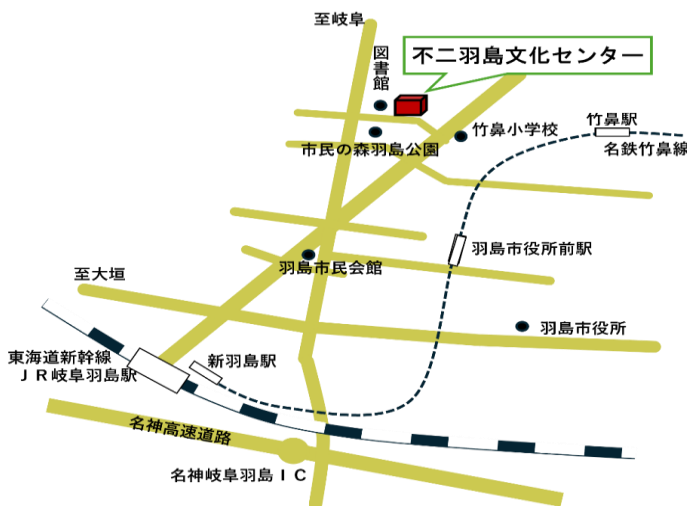 至岐阜
図書館
不二羽島文化センター
竹鼻駅
竹鼻小学校
名鉄竹鼻線
市民の森羽島公園
羽島市役所前駅
羽島市民会館
至大垣
羽島市役所
東海道新幹線
ＪＲ岐阜羽島駅
新羽島駅
名神高速道路
名神岐阜羽島ＩＣ